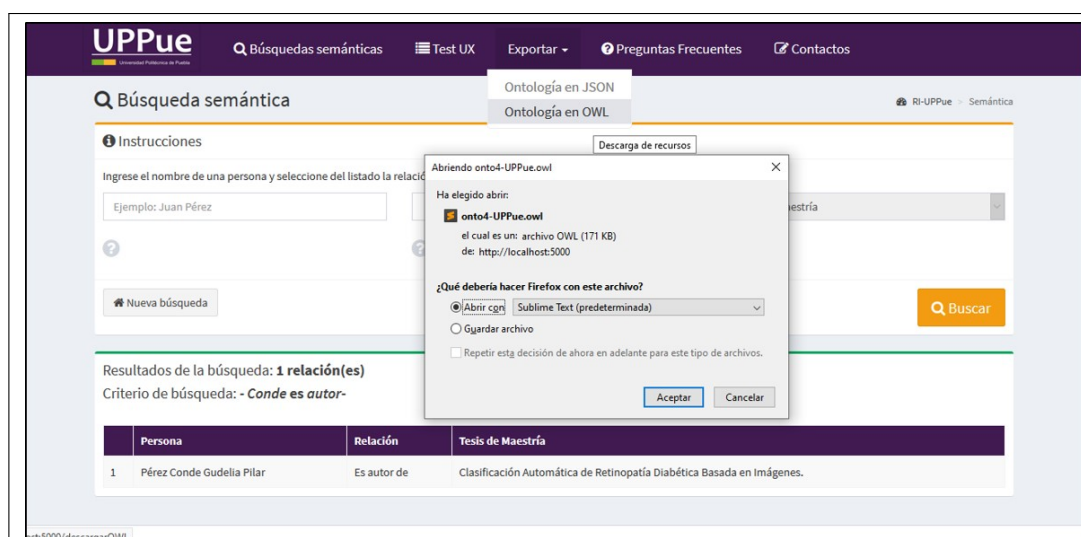 UPPue
Universidad Politécnica de Puebla
Búsquedas semánticas
Test UX
Exportar
Preguntas Frecuentes
Contactos
Ontología en JSON
Ontología en OWL
Búsqueda semántica
RI-UPPue > Semántica
Descarga de recursos
Instrucciones
Ingrese el nombre de una persona y seleccione del listado la relació
Ejemplo: Juan Pérez
estría
Abriendo onto4-UPPue.owl
Ha elegido abrir:
onto4-UPPue.owl
el cual es un: archivo OWL (171 KB)
de: http://localhost:5000
¿Qué debería hacer Firefox con este archivo?
Abrir con Sublime Text (predeterminada)
Guardar archivo
Repetir esta decisión de ahora en adelante para este tipo de archivos.
Aceptar Cancelar
Nueva búsqueda
Buscar
Resultados de la búsqueda: 1 relación(es)
Criterio de búsqueda: - Conde es autor-
Persona Relación Tesis de Maestría
1 Pérez Conde Gudelia Pilar Es autor de Clasificación Automática de Retinopatía Diabética Basada en Imágenes.